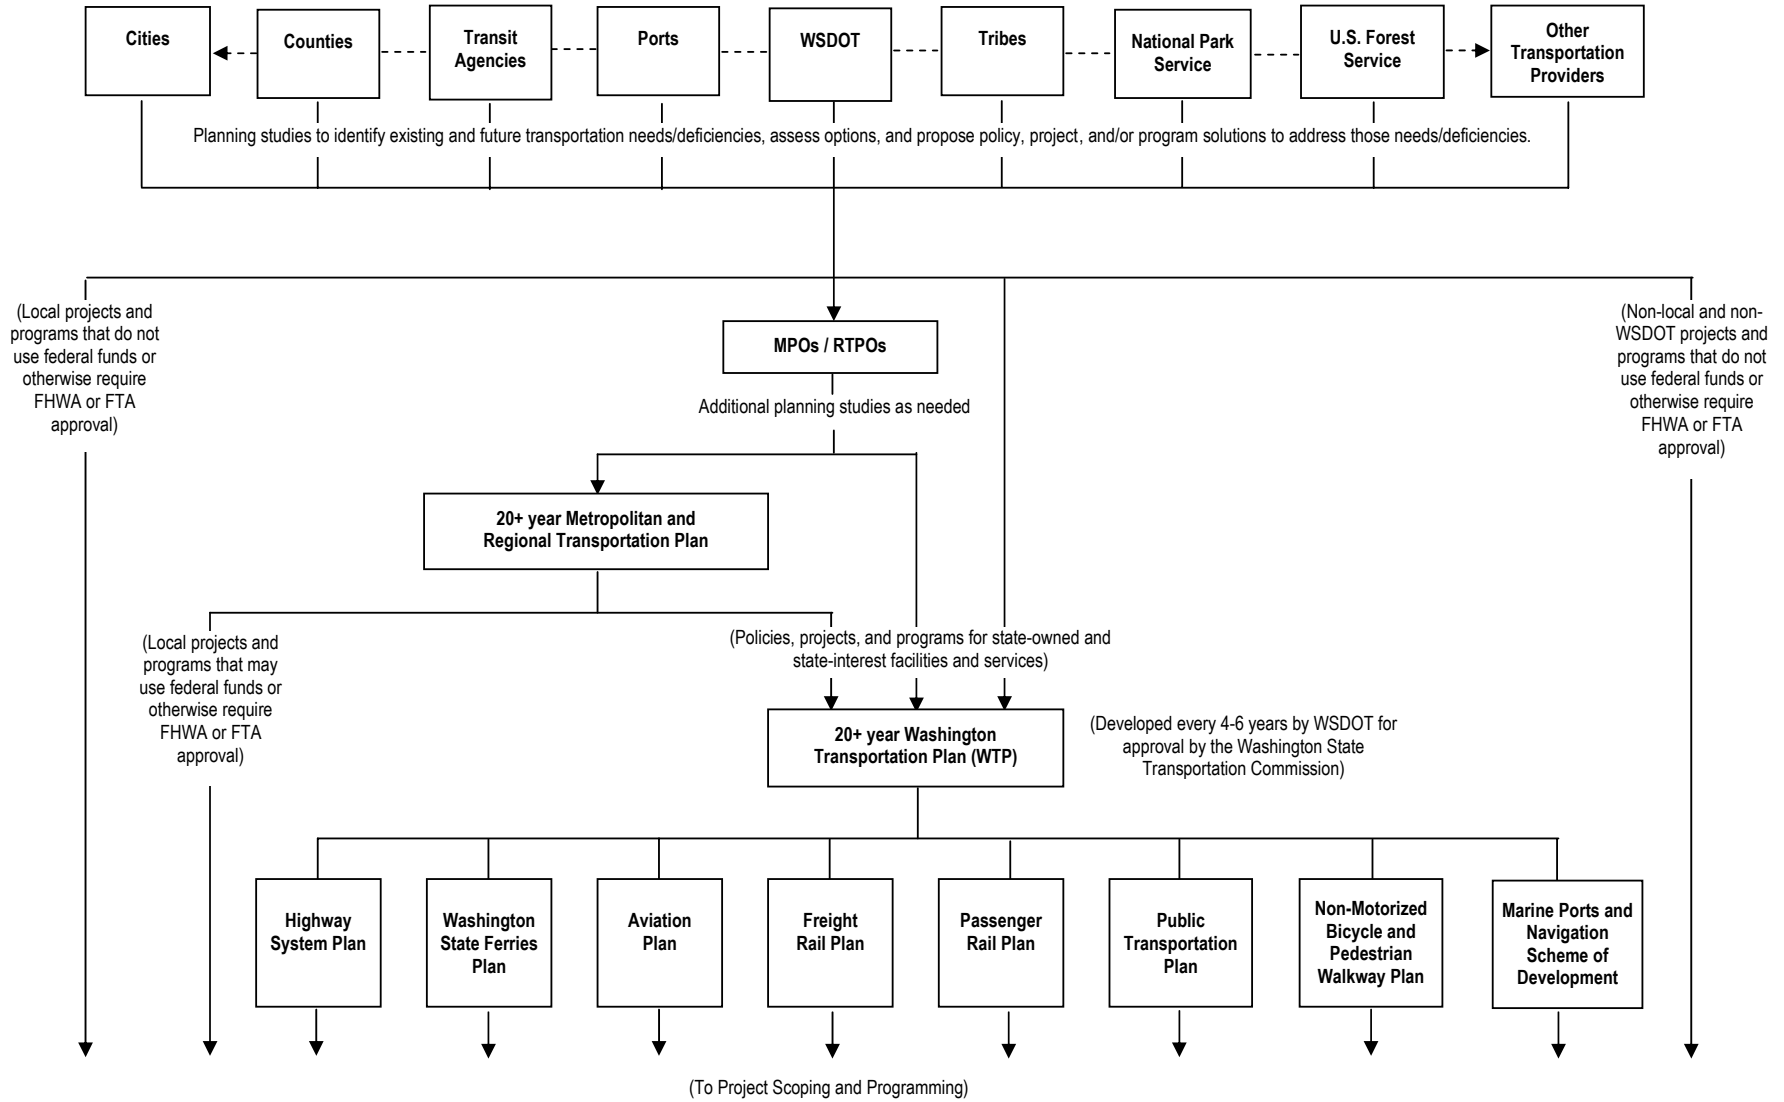 Cities
Counties
Transit
Agencies
Ports
WSDOT
Tribes
National Park
Service
U.S. Forest
Service
Other
Transportation
Providers
Planning studies to identify existing and future transportation needs/deficiencies, assess options, and propose policy, project, and/or program solutions to address those needs/deficiencies.
(Local projects and
programs that do not
use federal funds or
otherwise require
FHWA or FTA
approval)
MPOs / RTPOs
Additional planning studies as needed
(Non-local and non-
WSDOT projects and
programs that do not
use federal funds or
otherwise require
FHWA or FTA
approval)
20+ year Metropolitan and
Regional Transportation Plan
(Local projects and
programs that may
use federal funds or
otherwise require
FHWA or FTA
approval)
(Policies, projects, and programs for state-owned and
state-interest facilities and services)
20+ year Washington
Transportation Plan (WTP)
(Developed every 4-6 years by WSDOT for
approval by the Washington State
Transportation Commission)
Highway
System Plan
Washington
State Ferries
Plan
Aviation
Plan
Freight
Rail Plan
Passenger
Rail Plan
Public
Transportation
Plan
Non-Motorized
Bicycle and
Pedestrian
Walkway Plan
Marine Ports and
Navigation
Scheme of
Development
(To Project Scoping and Programming)